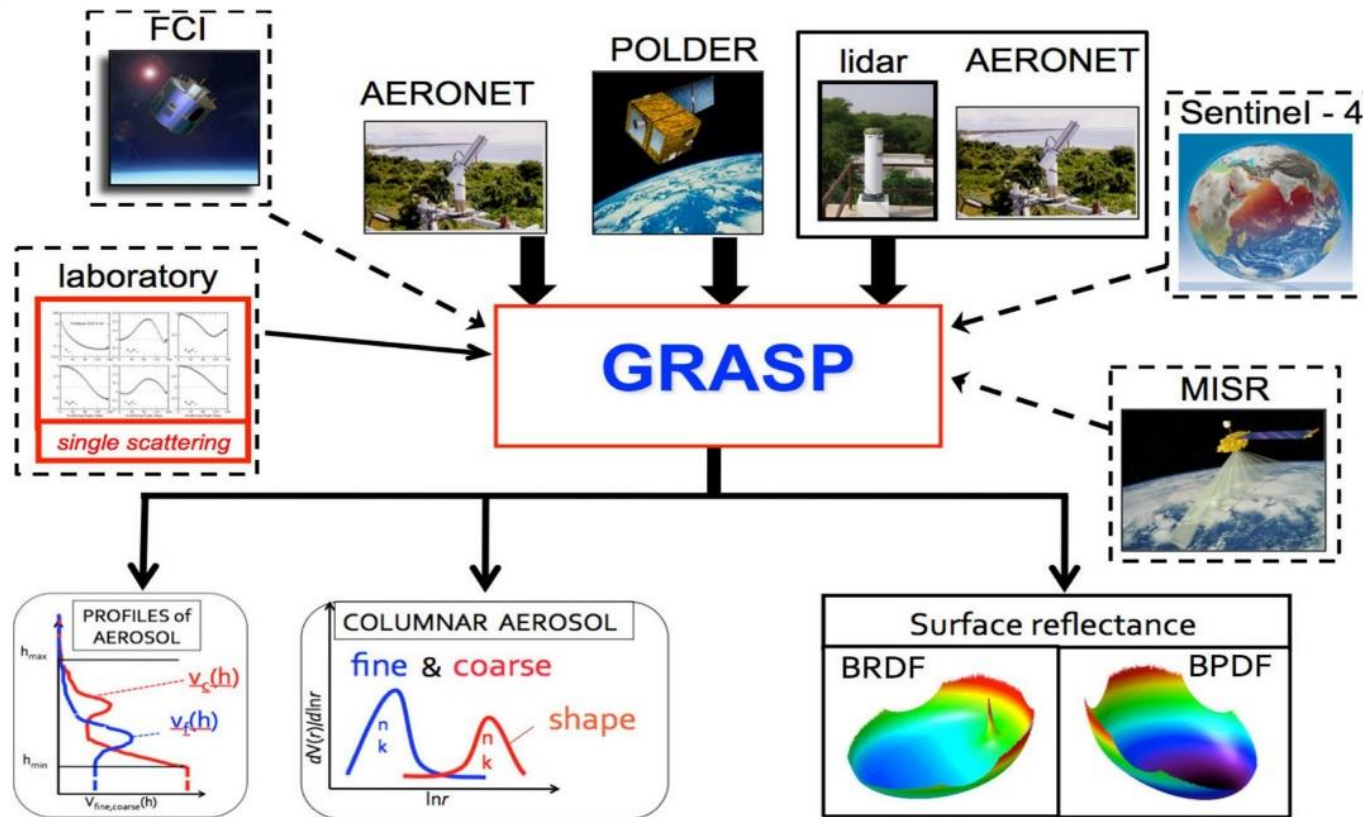 FCI
AERONET
POLDER
lidar
AERONET
Sentinel - 4
laboratory
single scattering
GRASP
MISR
PROFILES of
AEROSOL
hmax
vc(h)
vf(h)
hmin
Vfine,coarse(h)
COLUMNAR AEROSOL
fine & coarse
dV(r)/dlnr
n
k
n
k
shape
lnr
Surface reflectance
BRDF
BPDF